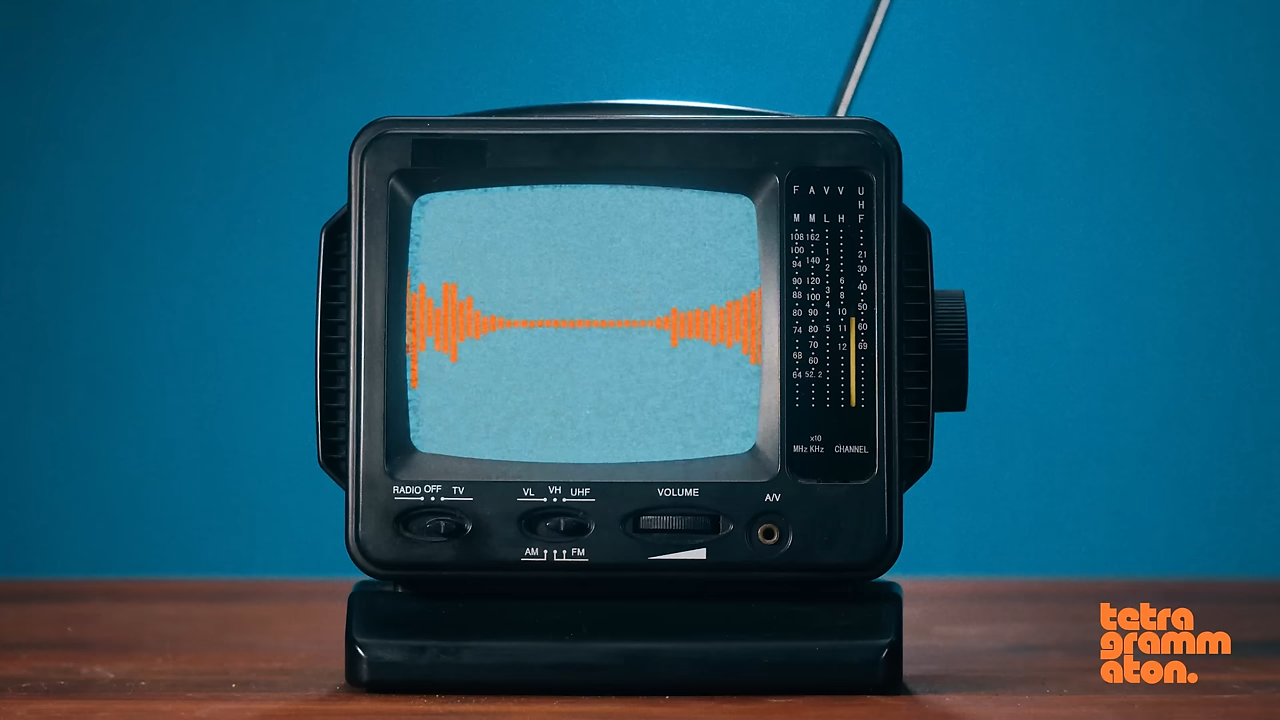 F A V V U
H
M M L H F
108 162
100 1 21
94 140 2 30
90 120 3 6 40
88 100 4 8 50
80 90 10
74 80 5 11 60
70 12 69
68 60
64 52.2
x10
MHz KHz CHANNEL
RADIO OFF TV
VL VH UHF
VOLUME
A/V
AM FM
tetra
gramm
aton.